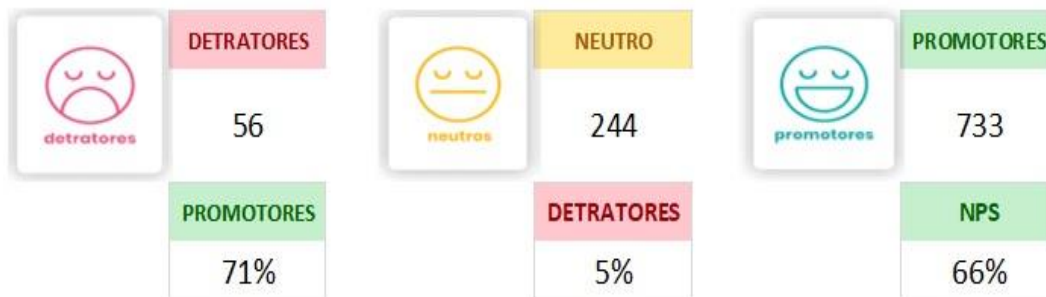 DETRATORES
56
detratores
NEUTRO
244
neutros
PROMOTORES
733
promotores
PROMOTORES
71%
DETRATORES
5%
NPS
66%